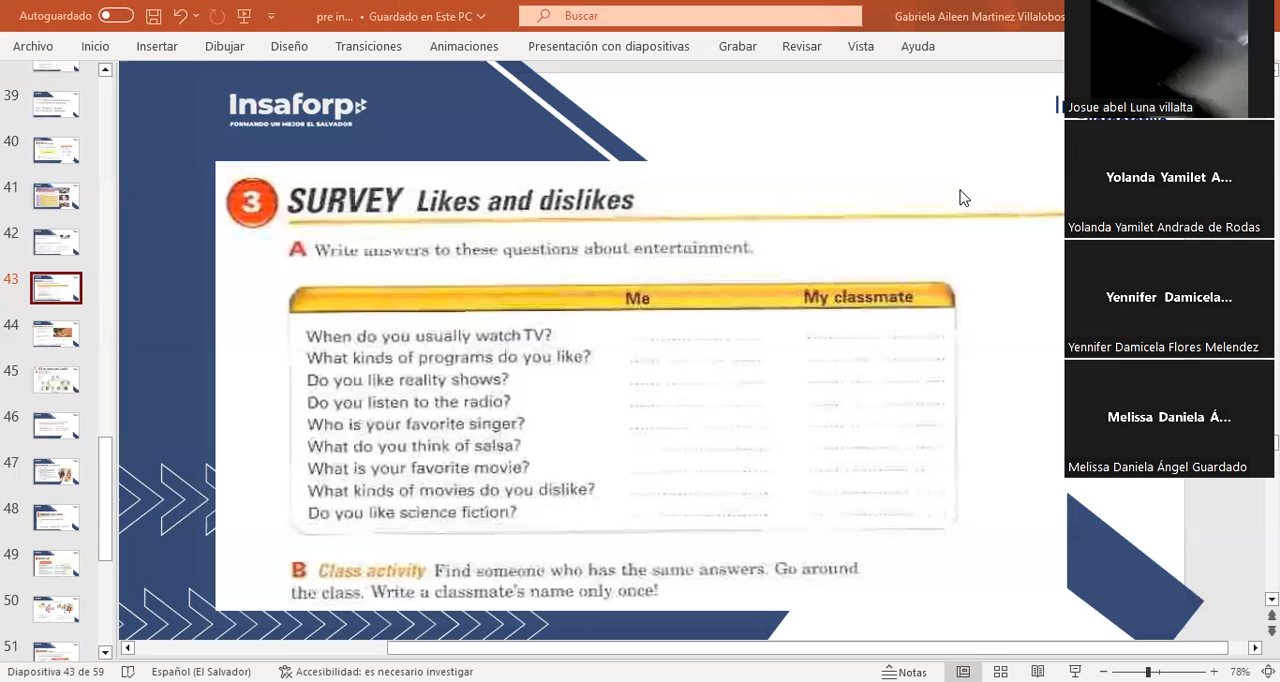 Autoguardado
pre in... • Guardado en Este PC
Buscar
Gabriela Aileen Martinez Villalobos
Archivo Inicio Insertar Dibujar Diseño Transiciones Animaciones Presentación con diapositivas Grabar Revisar Vista Ayuda
39
40
41
42
43
44
45
46
47
48
49
50
51
Insaforp
FORMANDO UN MEJOR EL SALVADOR
3 SURVEY Likes and dislikes
A Write answers to these questions about entertainment.
Me My classmate
When do you usually watch TV?
What kinds of programs do you like?
Do you like reality shows?
Do you listen to the radio?
Who is your favorite singer?
What do you think of salsa?
What is your favorite movie?
What kinds of movies do you dislike?
Do you like science fiction?
B Class activity Find someone who has the same answers. Go around
the class. Write a classmate's name only once!
Josue abel Luna villalta
Yolanda Yamilet A...
Yolanda Yamilet Andrade de Rodas
Yennifer Damicela...
Yennifer Damicela Flores Melendez
Melissa Daniela Á...
Melissa Daniela Ángel Guardado
Diapositiva 43 de 59 Español (El Salvador) Accesibilidad: es necesario investigar Notas 78%